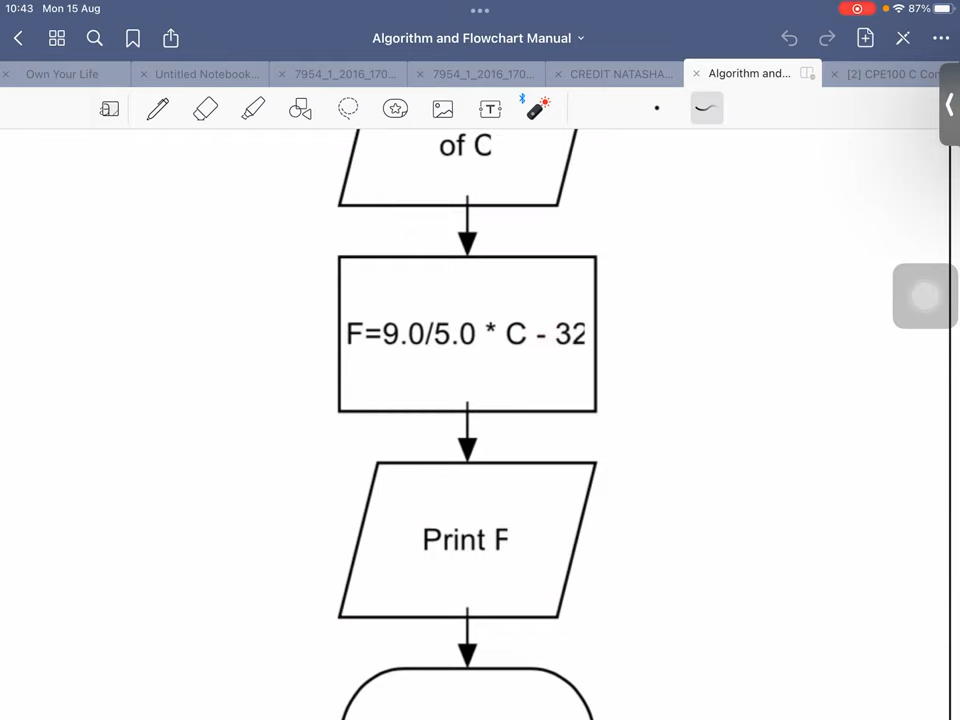 10:43 Mon 15 Aug 87%
Algorithm and Flowchart Manual
Own Your Life
Untitled Notebook...
7954_1_2016_170...
7954_1_2016_170...
CREDIT NATASHA...
Algorithm and...
[2] CPE100 C Con
T
of C
F=9.0/5.0 * C - 32
Print F